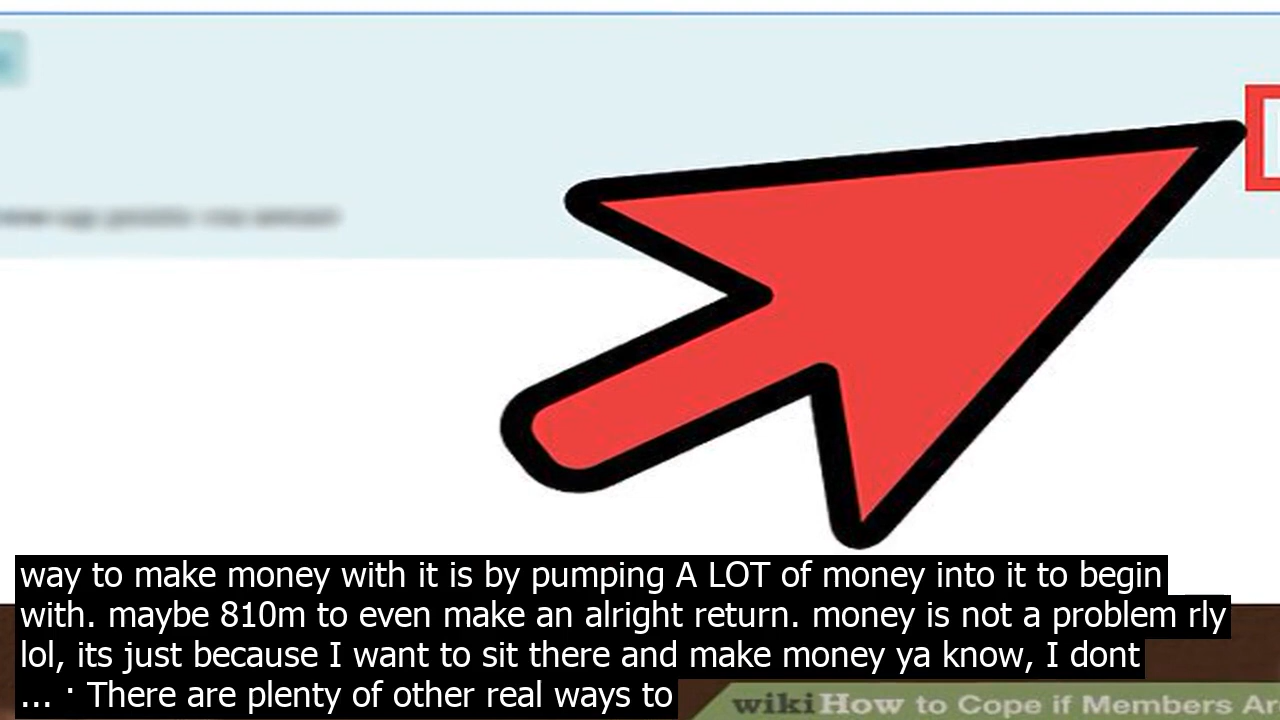 way to make money with it is by pumping A LOT of money into it to begin
with. maybe 810m to even make an alright return. money is not a problem rly
lol, its just because I want to sit there and make money ya know, I dont
... · There are plenty of other real ways to
wikiHow to Cope if Members Ar